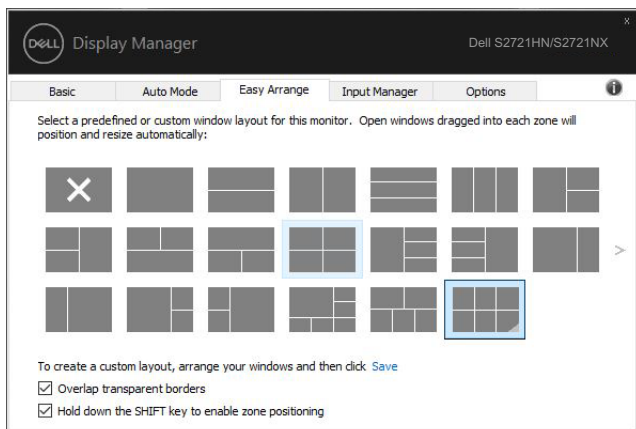 DELL Display Manager
Dell S2721HN/S2721NX
x
Basic
Auto Mode
Easy Arrange
Input Manager
Options
Select a predefined or custom window layout for this monitor. Open windows dragged into each zone will
position and resize automatically:
To create a custom layout, arrange your windows and then click Save
Overlap transparent borders
Hold down the SHIFT key to enable zone positioning